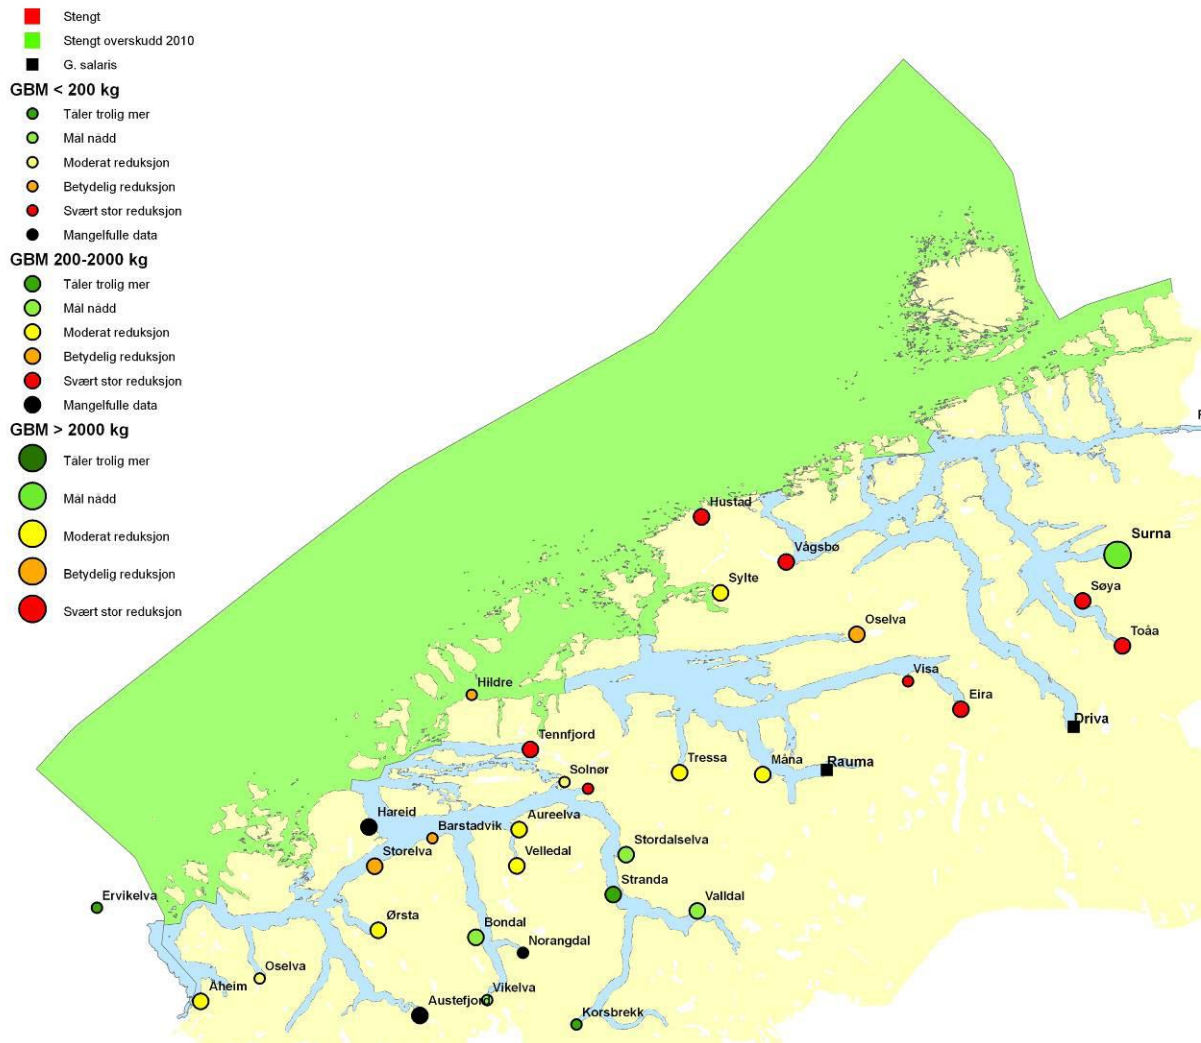 Stengt
Stengt overskudd 2010
G. salaris
GBM < 200 kg
Tåler trolig mer
Mål nådd
Moderat reduksjon
Betydelig reduksjon
Svært stor reduksjon
Mangelfulle data
GBM 200-2000 kg
Tåler trolig mer
Mål nådd
Moderat reduksjon
Betydelig reduksjon
Svært stor reduksjon
Mangelfulle data
GBM > 2000 kg
Tåler trolig mer
Mål nådd
Moderat reduksjon
Betydelig reduksjon
Svært stor reduksjon
Hustad
Surna
Vågsbø
Sylte
Søya
Oselva
Toåa
Visa
Hildre
Eira
Driva
Tennfjord
Tressa
Måna
Rauma
Solnør
Hareid
Aureelva
Barstadvik
Stordalselva
Storelva
Velledal
Stranda
Ervikelva
Valldal
Ørsta
Bondal
Norangdal
Oselva
Åheim
Vikelva
Austefjord
Korsbrekk